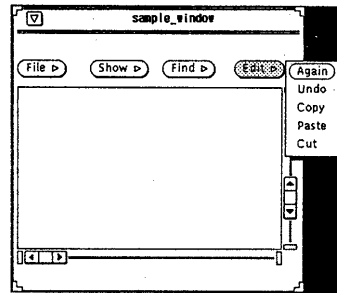 sample_window
File Show Find Edit
Again
Undo
Copy
Paste
Cut